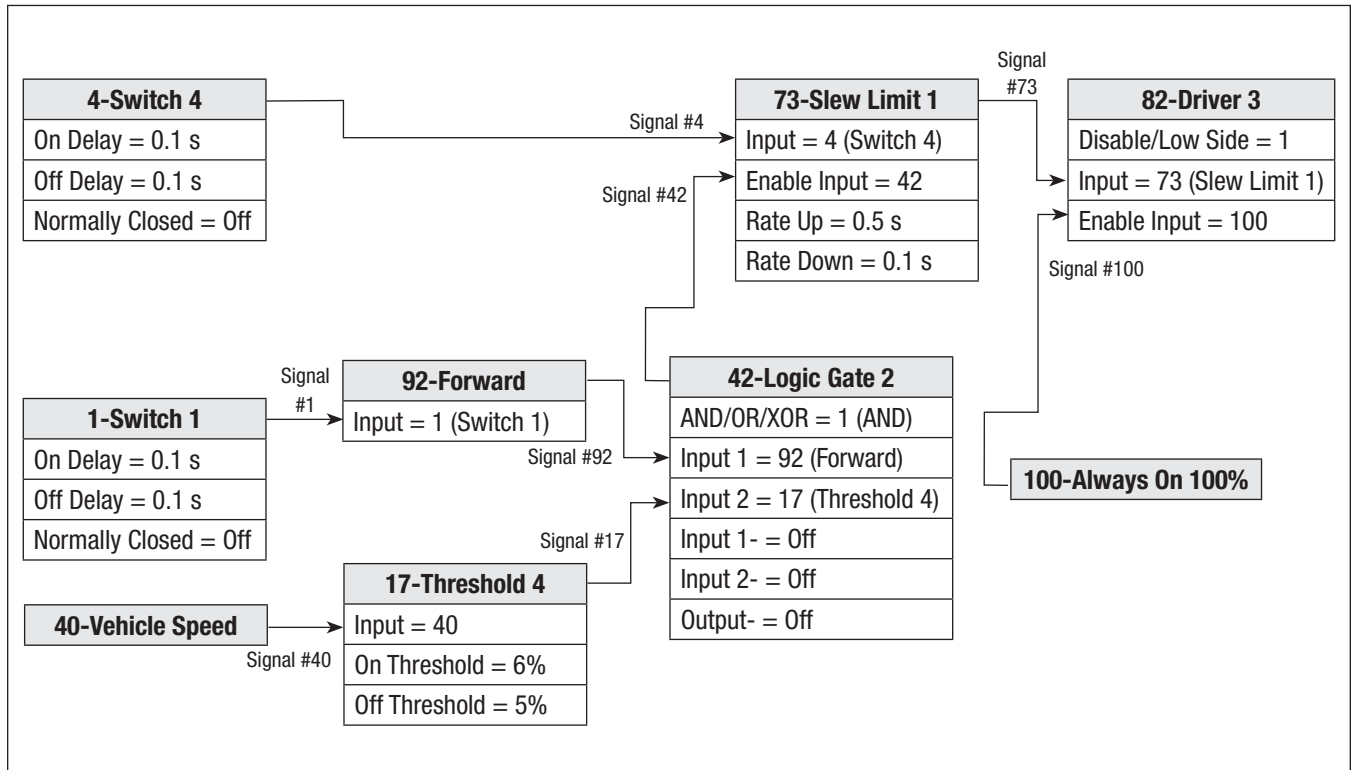 4-Switch 4
On Delay = 0.1 s
Off Delay = 0.1 s
Normally Closed = Off
Signal #4
73-Slew Limit 1
Input = 4 (Switch 4)
Enable Input = 42
Rate Up = 0.5 s
Rate Down = 0.1 s
Signal #42
Signal
#73
82-Driver 3
Disable/Low Side = 1
Input = 73 (Slew Limit 1)
Enable Input = 100
Signal #100
1-Switch 1
On Delay = 0.1 s
Off Delay = 0.1 s
Normally Closed = Off
Signal
#1
92-Forward
Input = 1 (Switch 1)
Signal #92
42-Logic Gate 2
AND/OR/XOR = 1 (AND)
Input 1 = 92 (Forward)
Input 2 = 17 (Threshold 4)
Input 1- = Off
Input 2- = Off
Output- = Off
100-Always On 100%
Signal #17
40-Vehicle Speed
Signal #40
17-Threshold 4
Input = 40
On Threshold = 6%
Off Threshold = 5%